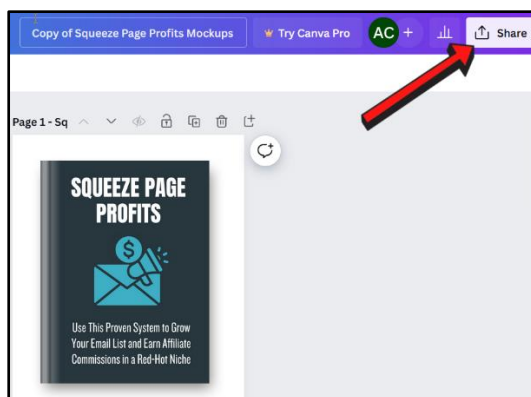 Copy of Squeeze Page Profits Mockups Try Canva Pro AC + Share
Page 1 - Sq
SQUEEZE PAGE
PROFITS
$
Use This Proven System to Grow
Your Email List and Earn Affiliate
Commissions in a Red-Hot Niche